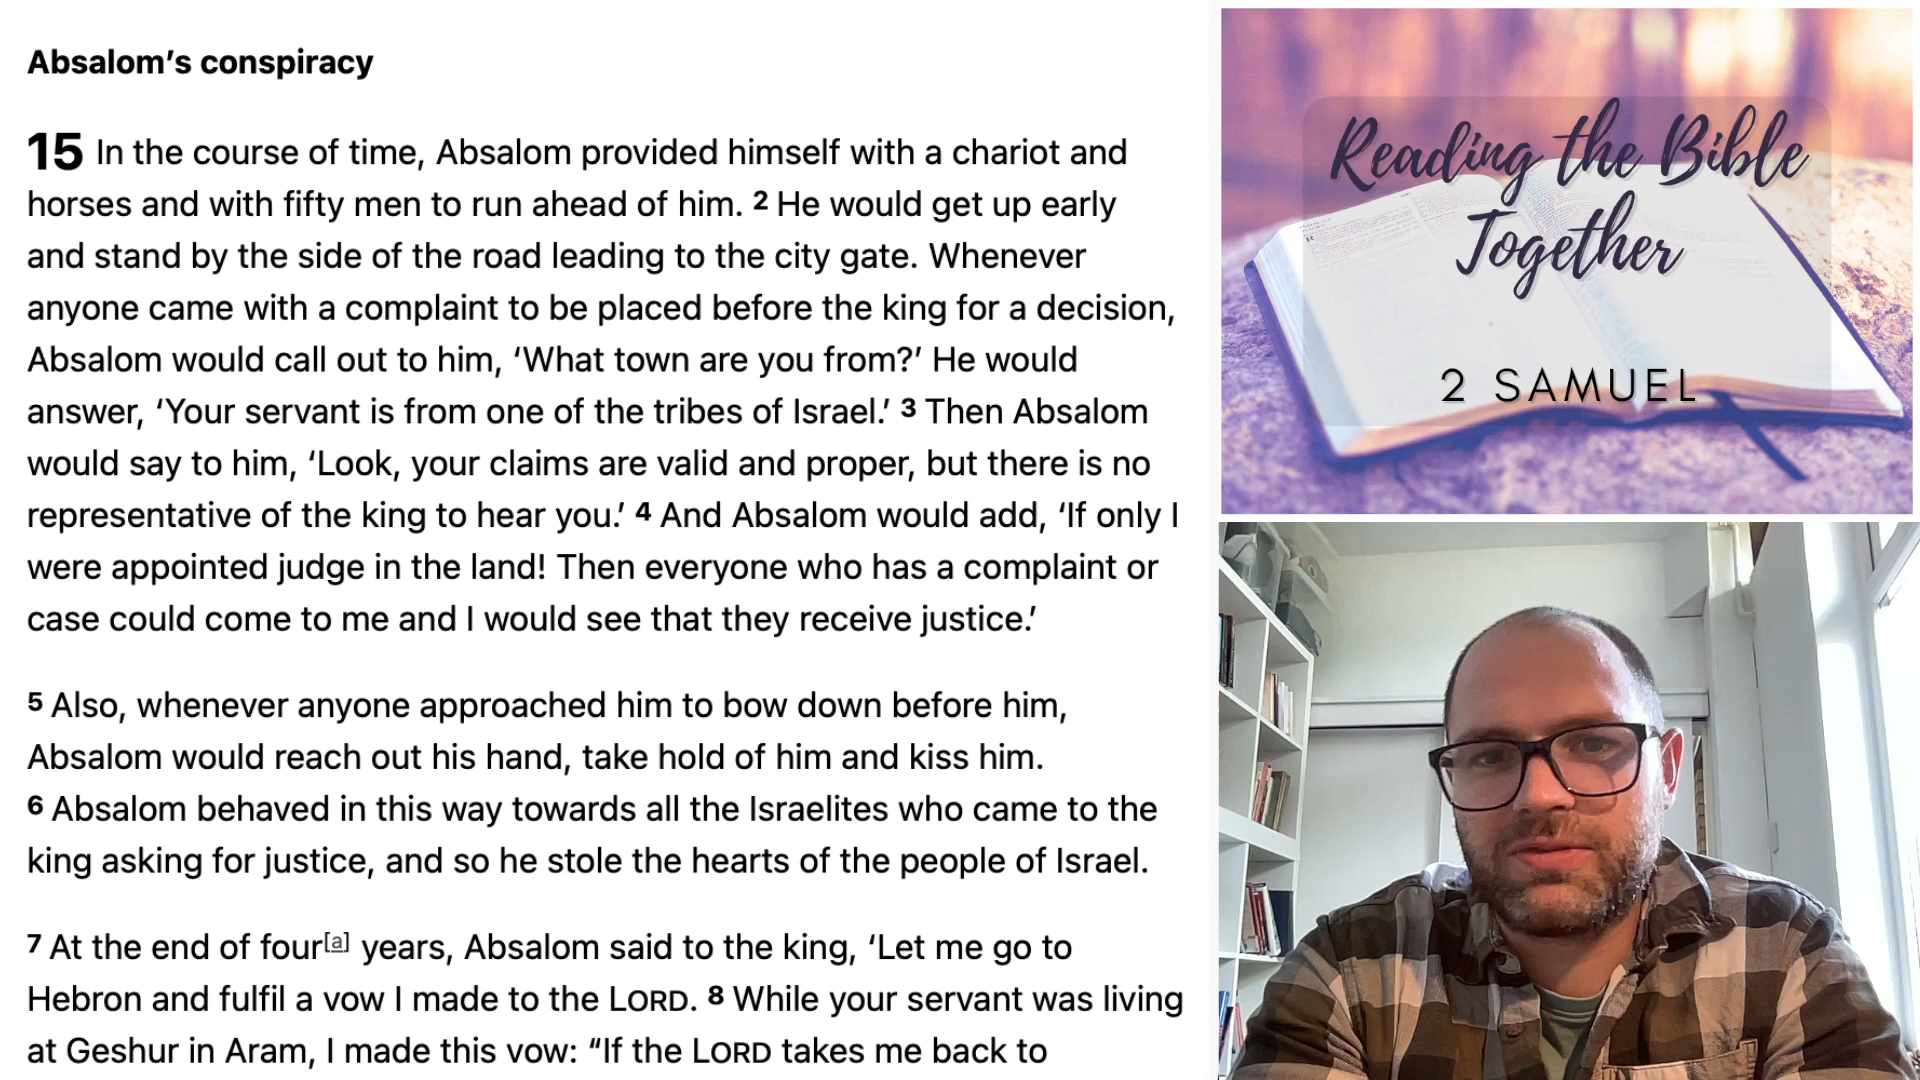 Absalom’s conspiracy
15 In the course of time, Absalom provided himself with a chariot and
horses and with fifty men to run ahead of him. 2 He would get up early
and stand by the side of the road leading to the city gate. Whenever
anyone came with a complaint to be placed before the king for a decision,
Absalom would call out to him, ‘What town are you from?’ He would
answer, ‘Your servant is from one of the tribes of Israel.’ 3 Then Absalom
would say to him, ‘Look, your claims are valid and proper, but there is no
representative of the king to hear you.’ 4 And Absalom would add, ‘If only I
were appointed judge in the land! Then everyone who has a complaint or
case could come to me and I would see that they receive justice.’
5 Also, whenever anyone approached him to bow down before him,
Absalom would reach out his hand, take hold of him and kiss him.
6 Absalom behaved in this way towards all the Israelites who came to the
king asking for justice, and so he stole the hearts of the people of Israel.
7 At the end of four[a] years, Absalom said to the king, ‘Let me go to
Hebron and fulfil a vow I made to the LORD. 8 While your servant was living
at Geshur in Aram, I made this vow: “If the LORD takes me back to
Reading the Bible
Together
2 SAMUEL